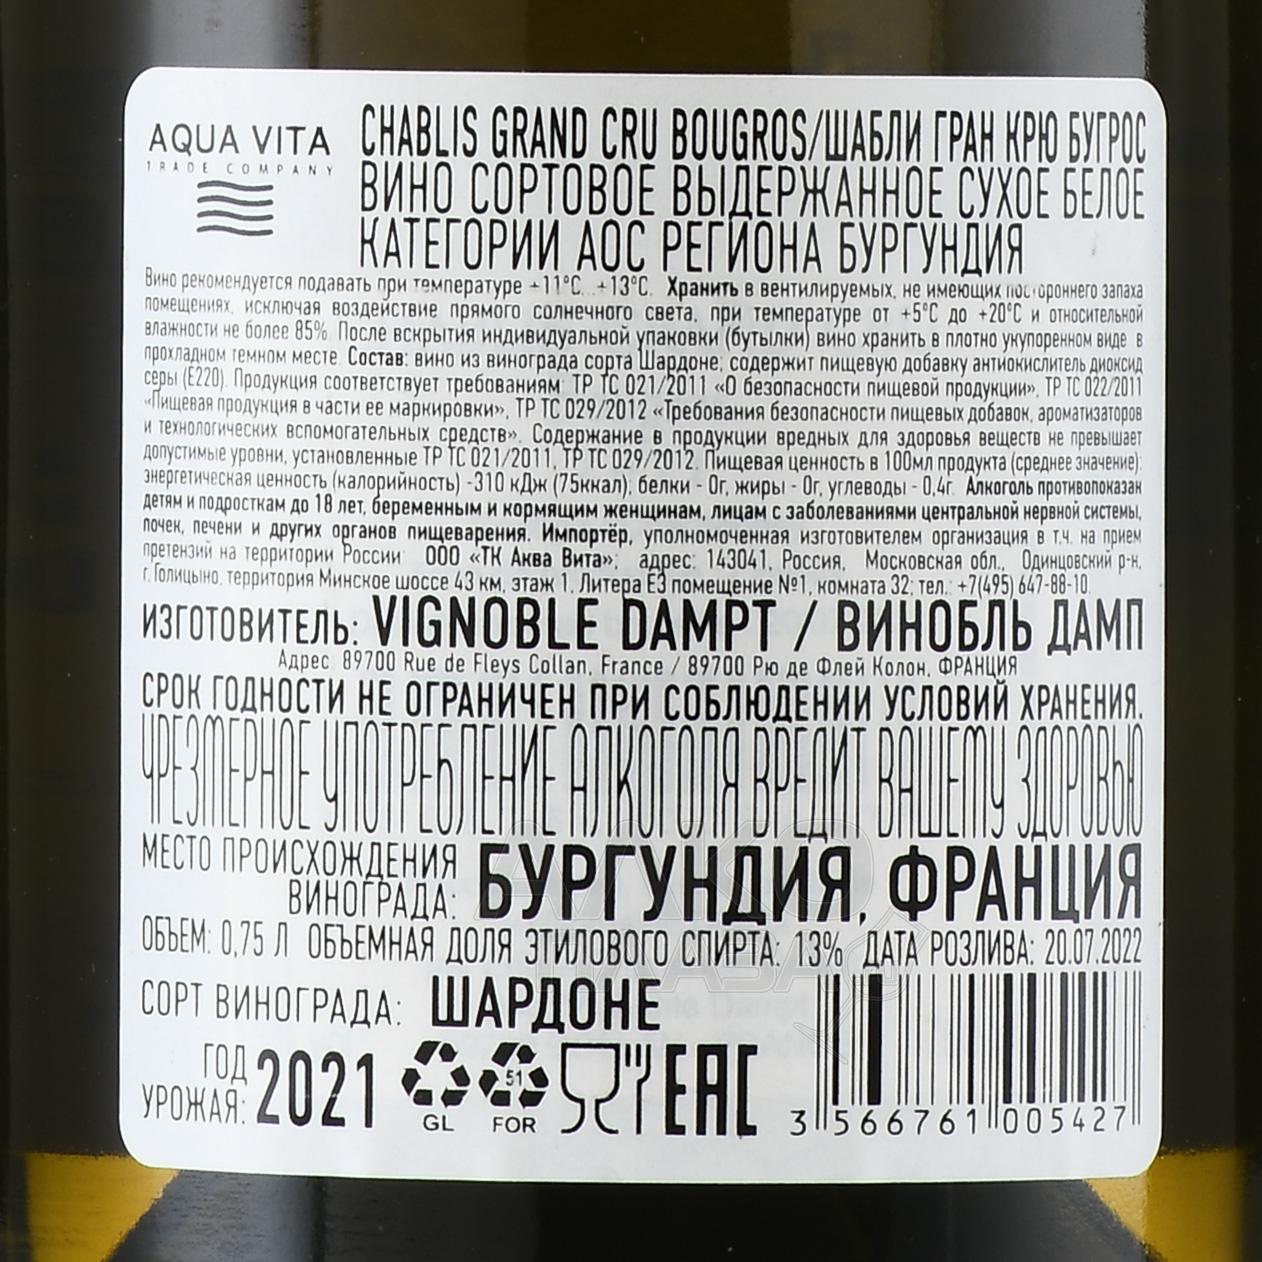 AQUA VITA
TRADE COMPANY
CHABLIS GRAND CRU BOUGROS/ШАБЛИ ГРАН КРЮ БУГРОС
ВИНО СОРТОВОЕ ВЫДЕРЖАННОЕ СУХОЕ БЕЛОЕ
КАТЕГОРИИ АОС РЕГИОНА БУРГУНДИЯ
Вино рекомендуется подавать при температуре +11°С...+13°С. Хранить в вентилируемых, не имеющих постороннего запаха
помещениях, исключая воздействие прямого солнечного света, при температуре от +5°С до +20°С и относительной
влажности не более 85%. После вскрытия индивидуальной упаковки (бутылки) вино хранить в плотно укупоренном виде в
прохладном темном месте. Состав: вино из винограда сорта Шардоне; содержит пищевую добавку антиокислитель диоксид
серы (Е220). Продукция соответствует требованиям: ТР ТС 021/2011 «О безопасности пищевой продукции», ТР ТС 022/2011
«Пищевая продукция в части ее маркировки», ТР ТС 029/2012 «Требования безопасности пищевых добавок, ароматизаторов
и технологических вспомогательных средств». Содержание в продукции вредных для здоровья веществ не превышает
допустимые уровни, установленные ТР ТС 021/2011, ТР ТС 029/2012. Пищевая ценность в 100мл продукта (среднее значение):
энергетическая ценность (калорийность) -310 кДж (75ккал); белки - 0г, жиры - 0г, углеводы - 0,4г. Алкоголь противопоказан
детям и подросткам до 18 лет, беременным и кормящим женщинам, лицам с заболеваниями центральной нервной системы,
почек, печени и других органов пищеварения. Импортёр, уполномоченная изготовителем организация в т.ч. на прием
претензий на территории России ООО «ТК Аква Вита»; адрес: 143041, Россия, Московская обл., Одинцовский р-н,
г. Голицыно, территория Минское шоссе 43 км, этаж 1, Литера Е3 помещение №1, комната 32; тел.: +7(495) 647-88-10.
ИЗГОТОВИТЕЛЬ: VIGNOBLE DAMPT / ВИНОБЛЬ ДАМП
Адрес: 89700 Rue de Fleys Collan, France / 89700 Рю де Флей Колон, ФРАНЦИЯ
СРОК ГОДНОСТИ НЕ ОГРАНИЧЕН ПРИ СОБЛЮДЕНИИ УСЛОВИЙ ХРАНЕНИЯ.
ЧРЕЗМЕРНОЕ УПОТРЕБЛЕНИЕ АЛКОГОЛЯ ВРЕДИТ ВАШЕМУ ЗДОРОВЬЮ
МЕСТО ПРОИСХОЖДЕНИЯ
ВИНОГРАДА: БУРГУНДИЯ, ФРАНЦИЯ
ОБЪЕМ: 0,75 Л ОБЪЕМНАЯ ДОЛЯ ЭТИЛОВОГО СПИРТА: 13% ДАТА РОЗЛИВА: 20.07.2022
СОРТ ВИНОГРАДА: ШАРДОНЕ
ГОД
УРОЖАЯ: 2021
GL
51
FOR
EAC
3 566761 005427
АЛКО
ПЛАЗА